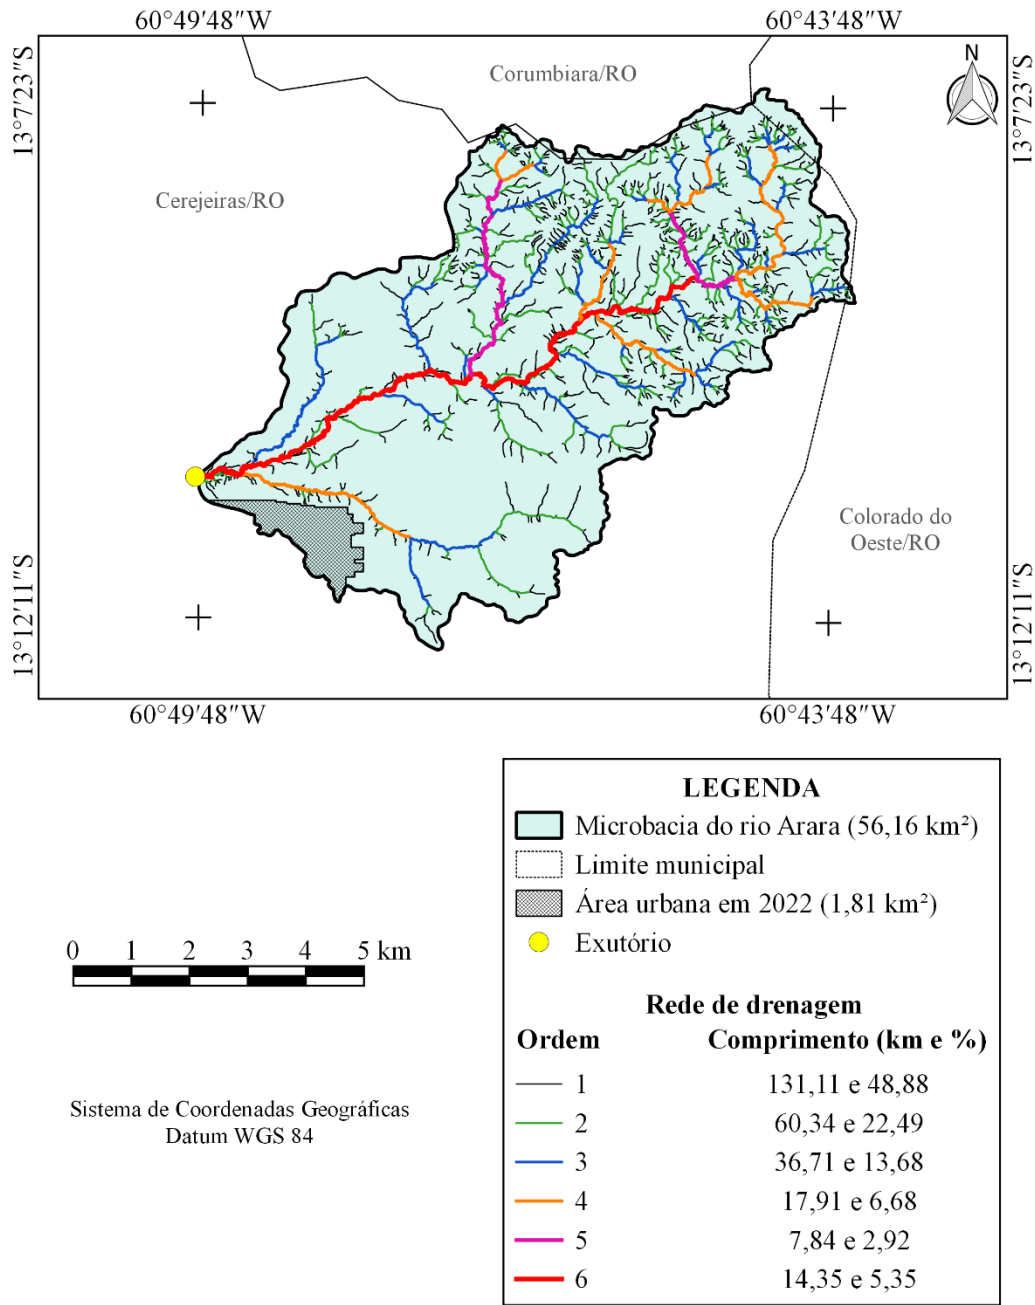 60°49'48"W 60°43'48"W
13°7'23"S
13°7'23"S
Corumbiara/RO
N
Cerejeiras/RO
Colorado do
Oeste/RO
13°12'11"S
13°12'11"S
60°49'48"W 60°43'48"W
LEGENDA
Microbacia do rio Arara (56,16 km²)
Limite municipal
Área urbana em 2022 (1,81 km²)
Exutório
0 1 2 3 4 5 km
Sistema de Coordenadas Geográficas
Datum WGS 84
Rede de drenagem
Ordem Comprimento (km e %)
1 131,11 e 48,88
2 60,34 e 22,49
3 36,71 e 13,68
4 17,91 e 6,68
5 7,84 e 2,92
6 14,35 e 5,35